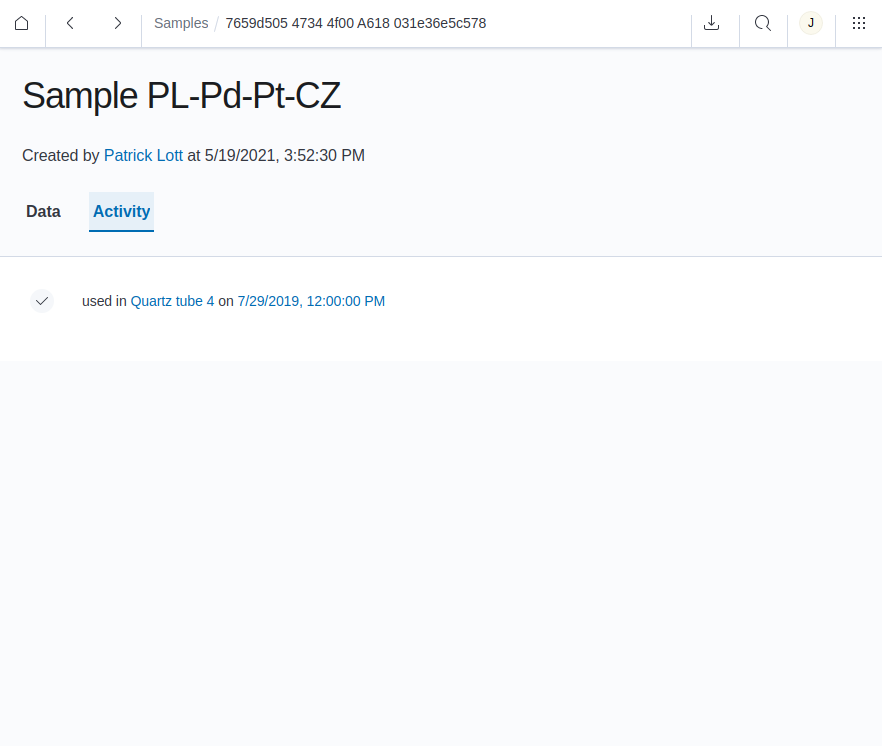 Samples / 7659d505 4734 4f00 A618 031e36e5c578
J
Sample PL-Pd-Pt-CZ
Created by Patrick Lott at 5/19/2021, 3:52:30 PM
Data Activity
used in Quartz tube 4 on 7/29/2019, 12:00:00 PM